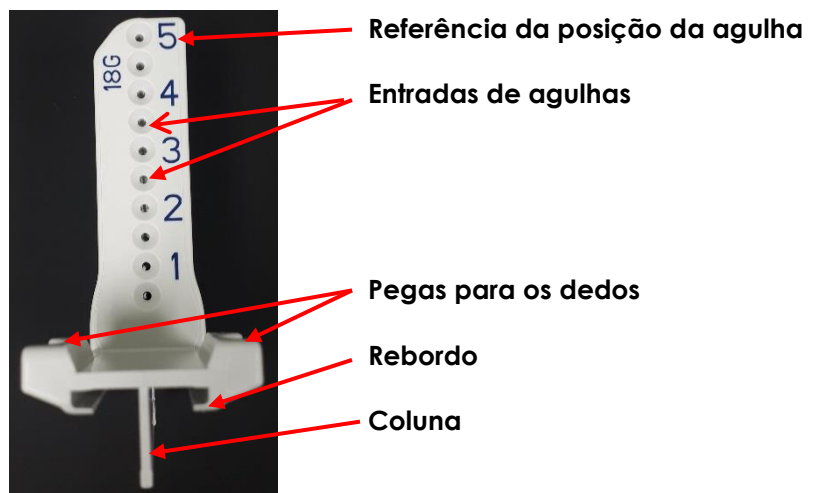 5 Referência da posição da agulha
18G
4 Entradas de agulhas
3
2
1
Pegas para os dedos
Rebordo
Coluna